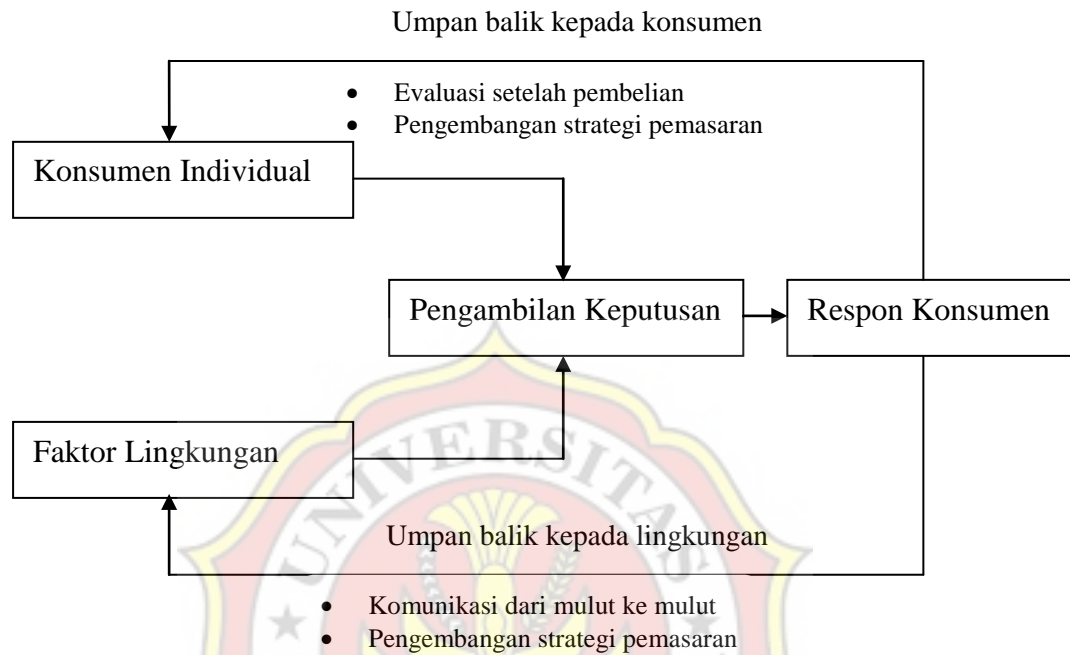 Umpan balik kepada konsumen
• Evaluasi setelah pembelian
• Pengembangan strategi pemasaran
Konsumen Individual
Pengambilan Keputusan
Respon Konsumen
Faktor Lingkungan
UNIVERSITAS
Umpan balik kepada lingkungan
• Komunikasi dari mulut ke mulut
• Pengembangan strategi pemasaran